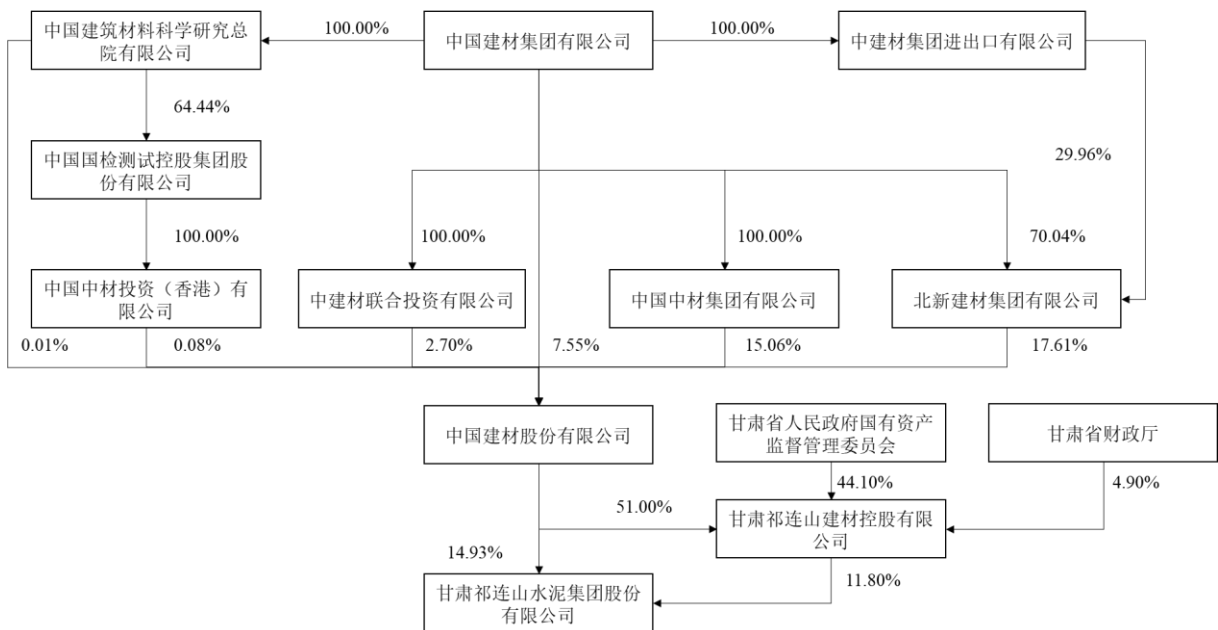 中国建筑材料科学研究总
院有限公司
100.00%
中国建材集团有限公司
100.00%
中建材集团进出口有限公司
64.44%
29.96%
中国国检测试控股集团股
份有限公司
100.00%
100.00%
100.00%
70.04%
中国中材投资（香港）有
限公司
中建材联合投资有限公司
中国中材集团有限公司
北新建材集团有限公司
0.01%
0.08%
2.70%
7.55%
15.06%
17.61%
中国建材股份有限公司
甘肃省人民政府国有资产
监督管理委员会
甘肃省财政厅
44.10%
4.90%
51.00%
甘肃祁连山建材控股有限
公司
14.93%
11.80%
甘肃祁连山水泥集团股份
有限公司